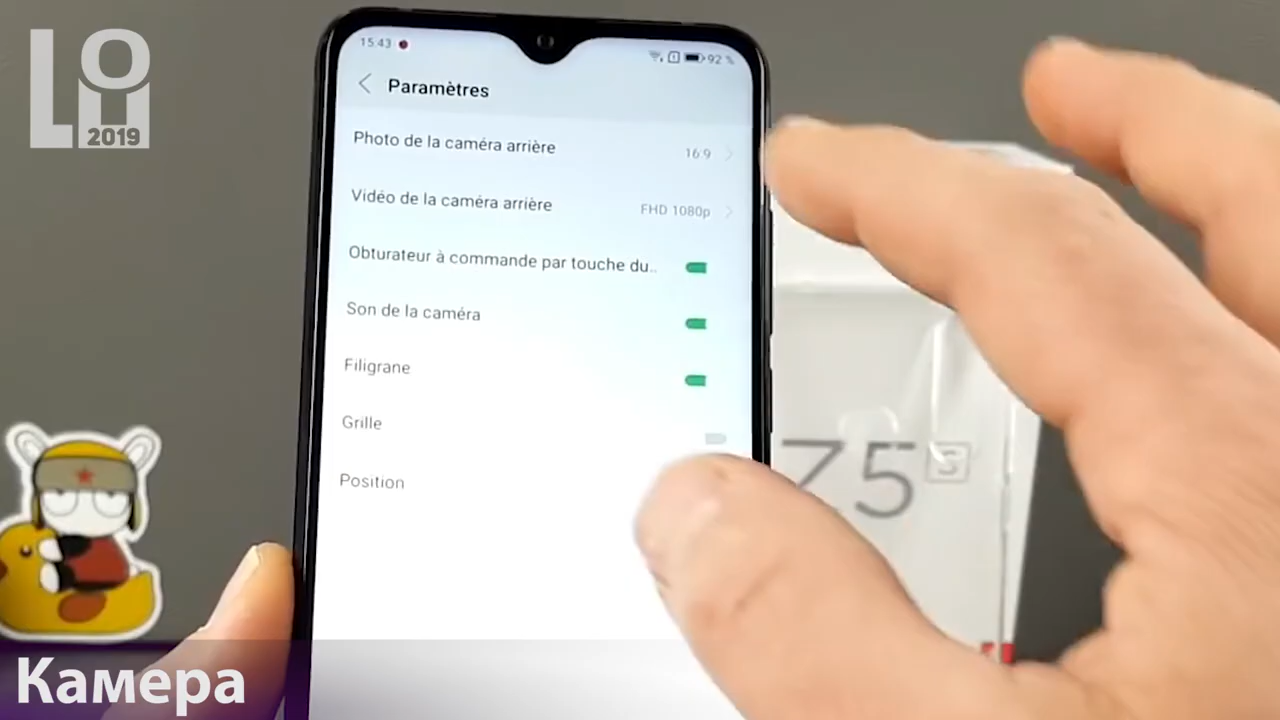 LOH
2019
15:43
92 %
Paramètres
Photo de la caméra arrière
16:9
Vidéo de la caméra arrière
FHD 1080p
Obturateur à commande par touche du..
Son de la caméra
Filigrane
Grille
Position
Z5 S
Камера